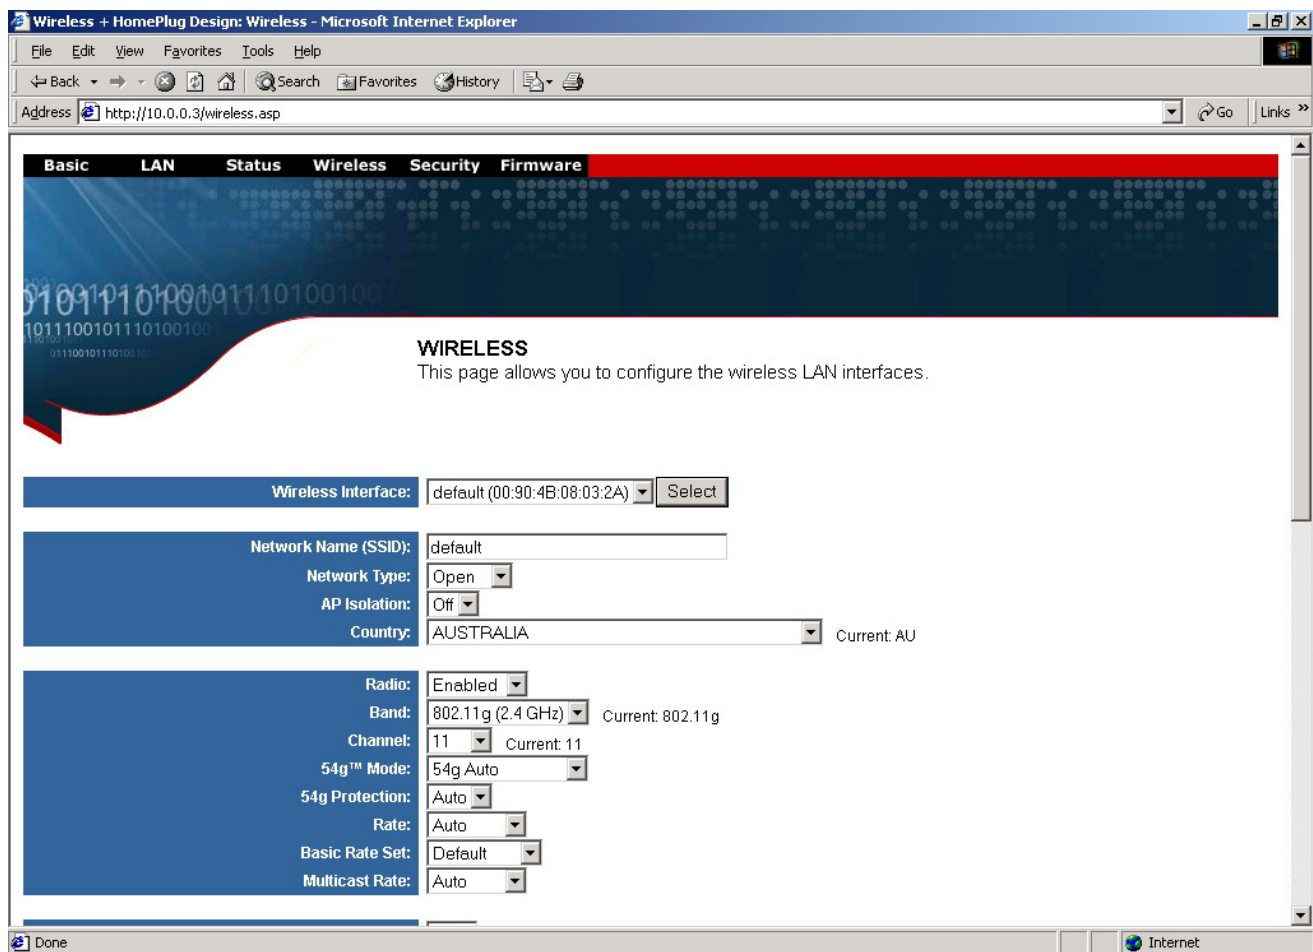 Wireless + HomePlug Design: Wireless - Microsoft Internet Explorer
File Edit View Favorites Tools Help
Back Search Favorites History
Address http://10.0.0.3/wireless.asp Go Links »
Basic LAN Status Wireless Security Firmware
WIRELESS
This page allows you to configure the wireless LAN interfaces.
Wireless Interface: default (00:90:4B:08:03:2A) Select
Network Name (SSID): default
Network Type: Open
AP Isolation: Off
Country: AUSTRALIA Current: AU
Radio: Enabled
Band: 802.11g (2.4 GHz) Current: 802.11g
Channel: 11 Current: 11
54g™ Mode: 54g Auto
54g Protection: Auto
Rate: Auto
Basic Rate Set: Default
Multicast Rate: Auto
Done Internet